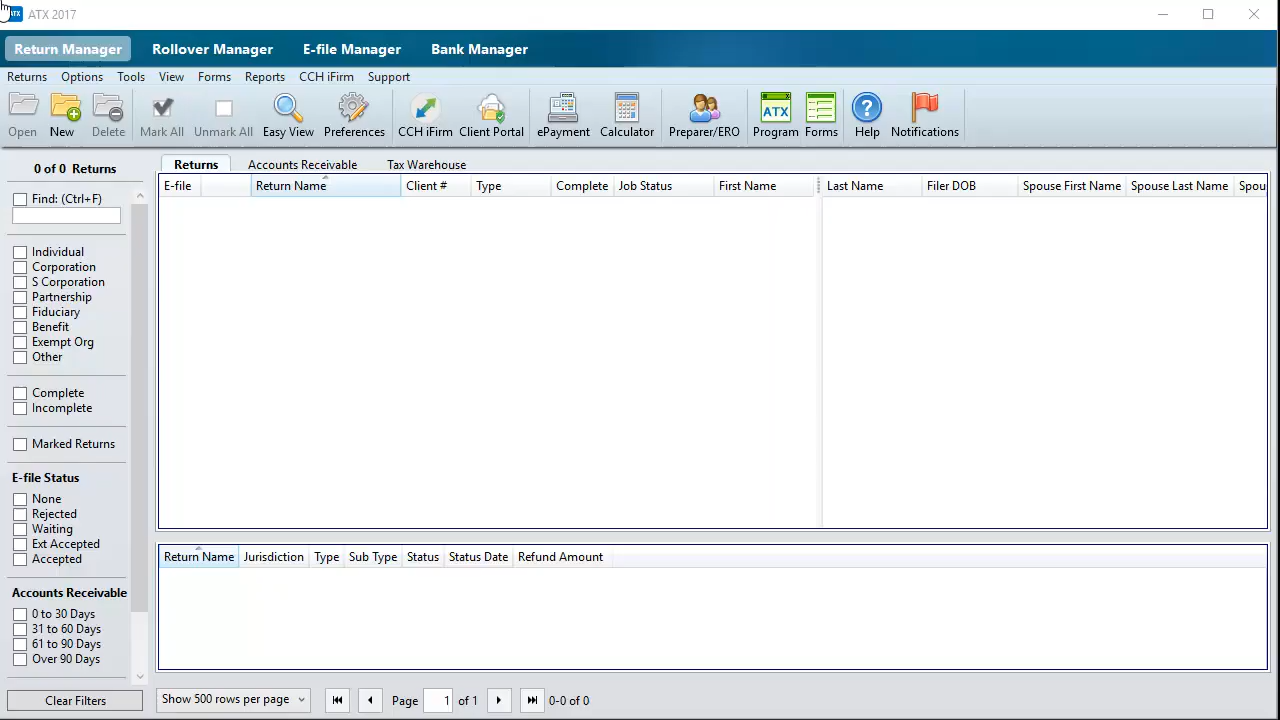 ATX ATX 2017
Return Manager Rollover Manager E-file Manager Bank Manager
Returns Options Tools View Forms Reports CCH iFirm Support
ATX
Open New Delete Mark All Unmark All Easy View Preferences CCH iFirm Client Portal ePayment Calculator Preparer/ERO Program Forms Help Notifications
0 of 0 Returns
Returns Accounts Receivable Tax Warehouse
E-file Return Name Client # Type Complete Job Status First Name Last Name Filer DOB Spouse First Name Spouse Last Name Spou
Find: (Ctrl+F)
Individual
Corporation
S Corporation
Partnership
Fiduciary
Benefit
Exempt Org
Other
Complete
Incomplete
Marked Returns
E-file Status
None
Rejected
Waiting
Ext Accepted
Accepted
Return Name Jurisdiction Type Sub Type Status Status Date Refund Amount
Accounts Receivable
0 to 30 Days
31 to 60 Days
61 to 90 Days
Over 90 Days
Clear Filters
Show 500 rows per page Page 1 of 1 0-0 of 0